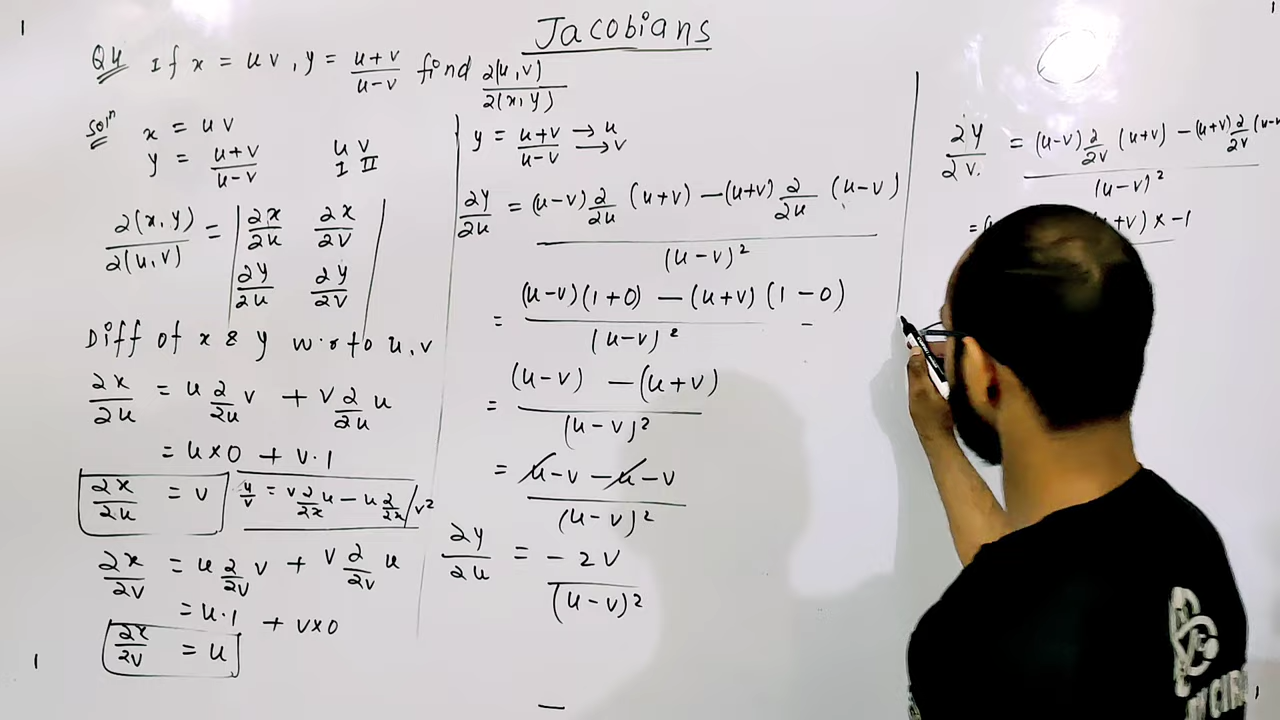 Jacobians
Q4 If x = uv, y = u+v/u-v find ∂(u,v)/∂(x,y)
Soln x = uv
y = u+v/u-v
u v
I II
∂(x,y)/∂(u,v) = | ∂x/∂u ∂x/∂v |
| ∂y/∂u ∂y/∂v |
Diff of x & y w.r.to u,v
∂x/∂u = u ∂/∂u v + v ∂/∂u u
= u×0 + v.1
∂x/∂u = v
u/v = v ∂/∂x u - u ∂/∂x / v²
∂x/∂v = u ∂/∂v v + v ∂/∂v u
= u.1 + v×0
∂x/∂v = u
y = u+v/u-v → u → v
∂y/∂u = (u-v) ∂/∂u (u+v) - (u+v) ∂/∂u (u-v) / (u-v)²
= (u-v)(1+0) - (u+v)(1-0) / (u-v)²
= (u-v) - (u+v) / (u-v)²
= u-v-u-v / (u-v)²
∂y/∂u = -2v / (u-v)²
∂y/∂v = (u-v) ∂/∂v (u+v) - (u+v) ∂/∂v (u-v / (u-v)²
= +v) × -1